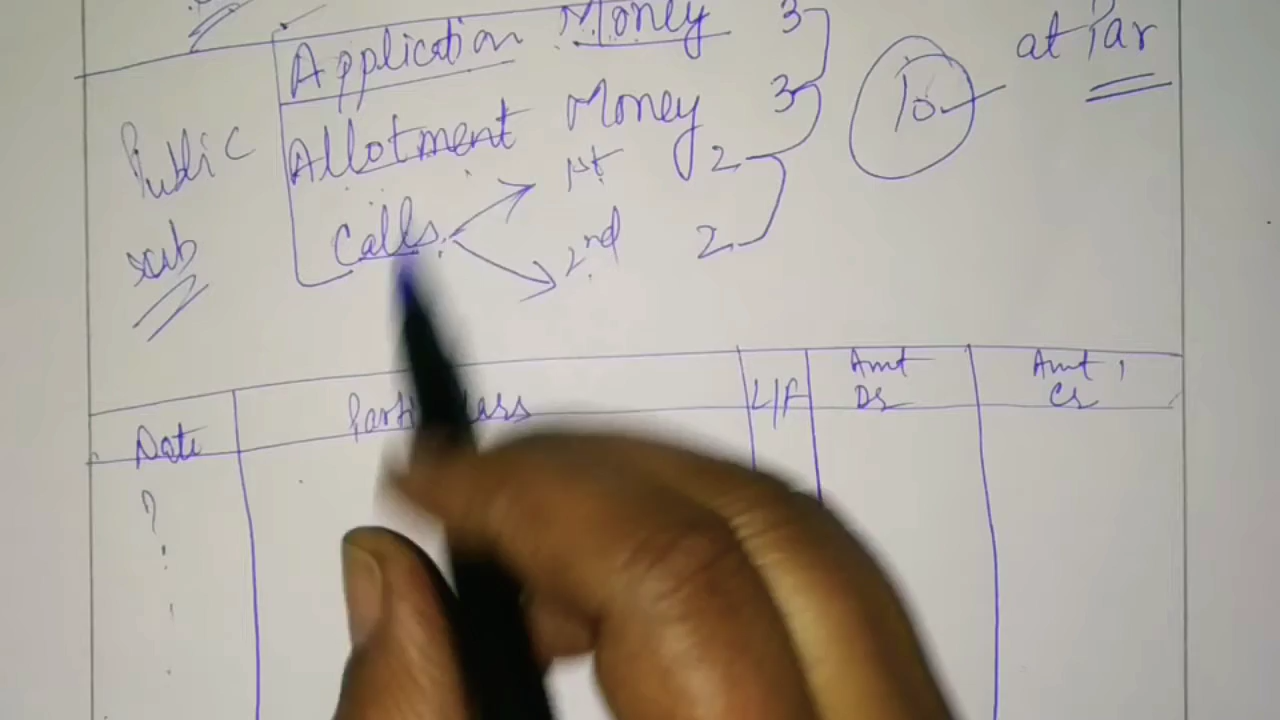 Application Money 3
at Par
10
Public
Allotment Money 3
1st 2
Calls
sub
2nd 2
Date Particulars L/F Amt Dr Amt Cr
?